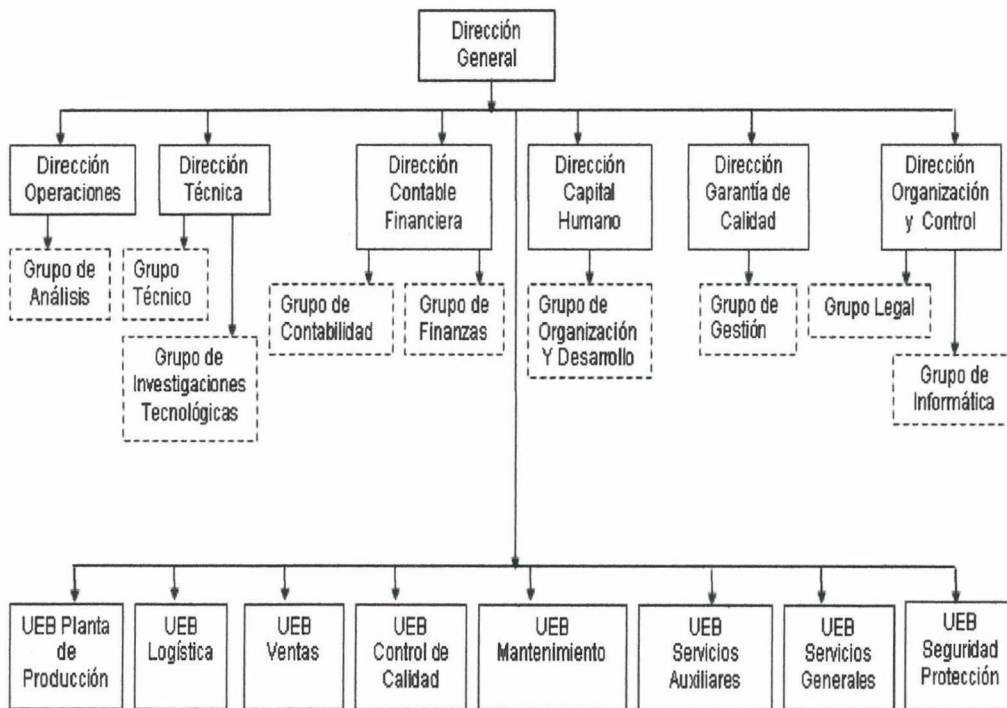 Dirección
General
Dirección
Operaciones
Dirección
Técnica
Dirección
Contable
Financiera
Dirección
Capital
Humano
Dirección
Garantía de
Calidad
Dirección
Organización
y Control
Grupo de
Análisis
Grupo
Técnico
Grupo de
Investigaciones
Tecnológicas
Grupo de
Contabilidad
Grupo de
Finanzas
Grupo de
Organización
Y Desarrollo
Grupo de
Gestión
Grupo Legal
Grupo de
Informática
UEB Planta
de
Producción
UEB
Logística
UEB
Ventas
UEB
Control de
Calidad
UEB
Mantenimiento
UEB
Servicios
Auxiliares
UEB
Servicios
Generales
UEB
Seguridad
Protección